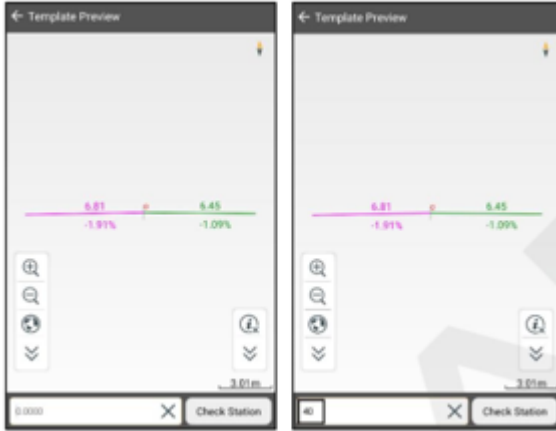 Template Preview
6.81
6.45
-1.91%
-1.09%
3.01m
0.0000
Check Station
Template Preview
6.81
6.45
-1.91%
-1.09%
3.01m
40
Check Station